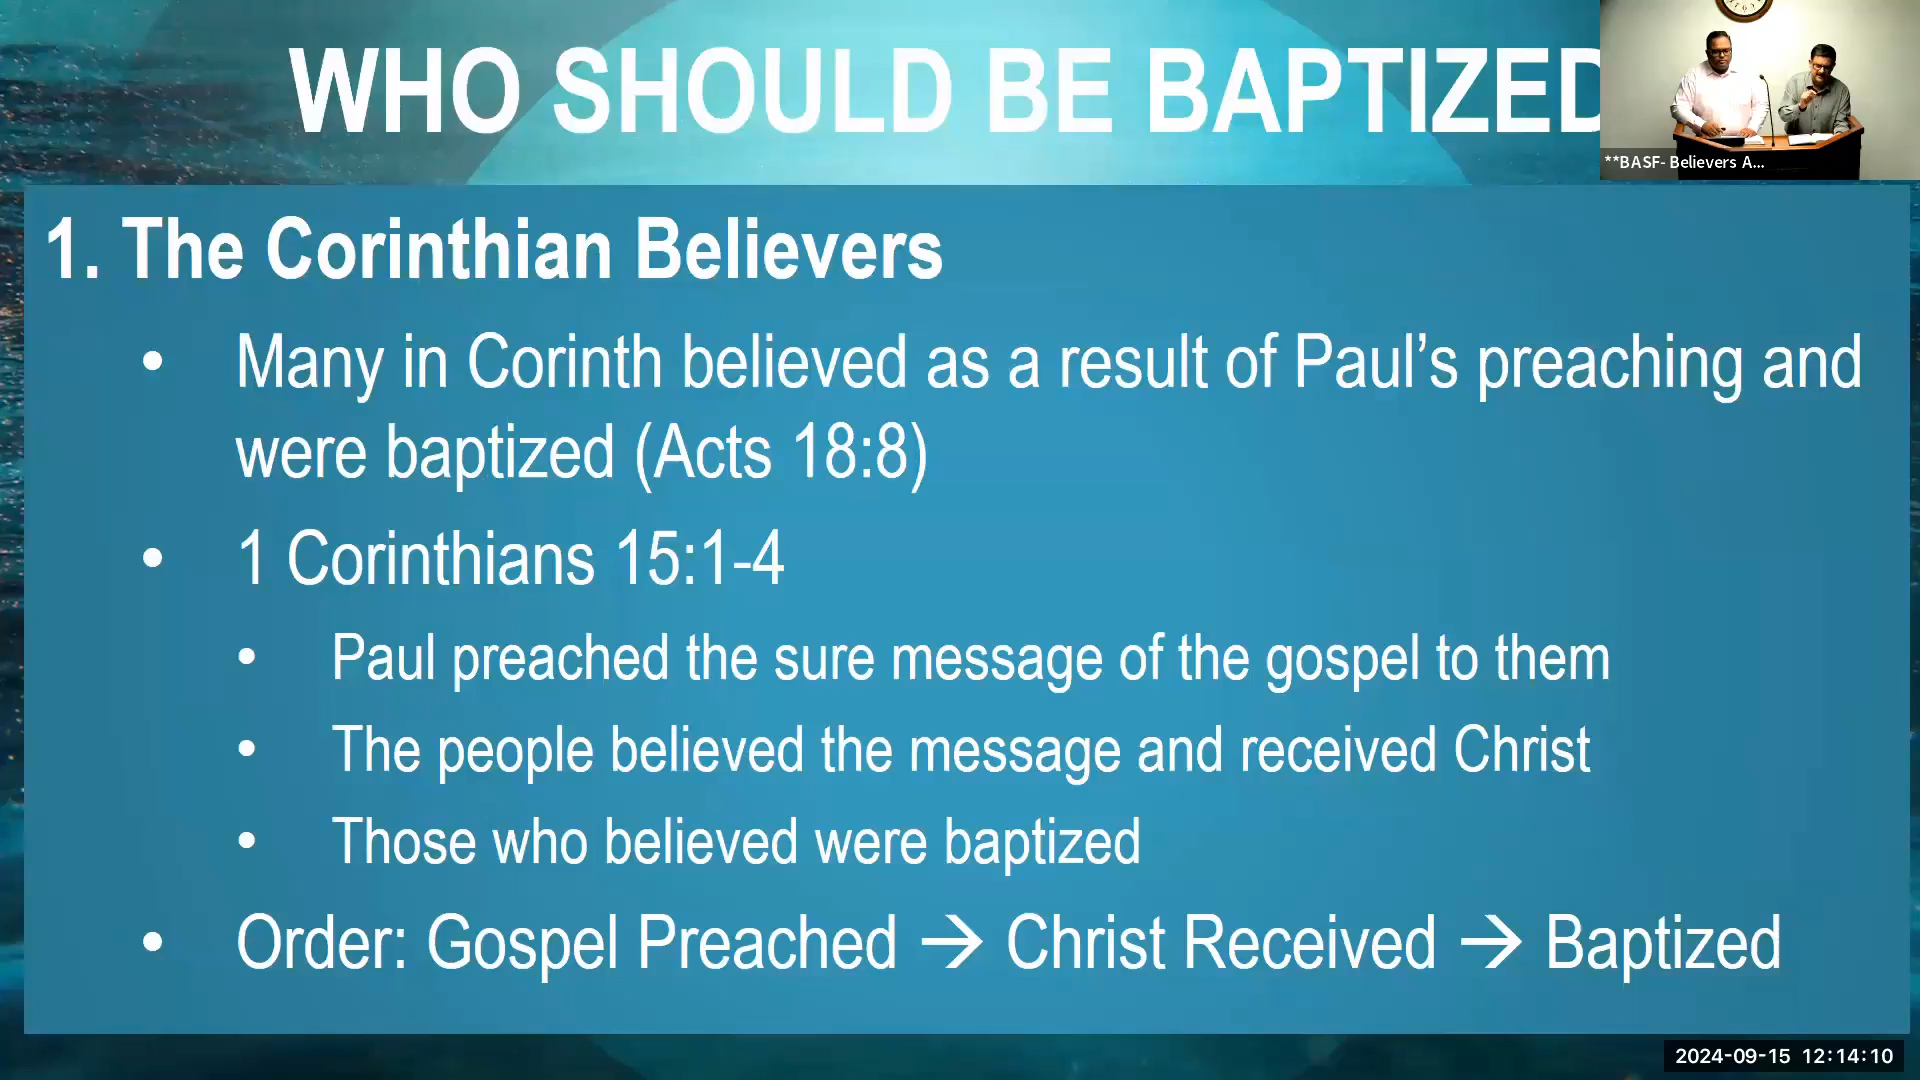 WHO SHOULD BE BAPTIZED
**BASF- Believers A...
1. The Corinthian Believers
• Many in Corinth believed as a result of Paul’s preaching and
were baptized (Acts 18:8)
• 1 Corinthians 15:1-4
• Paul preached the sure message of the gospel to them
• The people believed the message and received Christ
• Those who believed were baptized
• Order: Gospel Preached → Christ Received → Baptized
2024-09-15 12:14:10